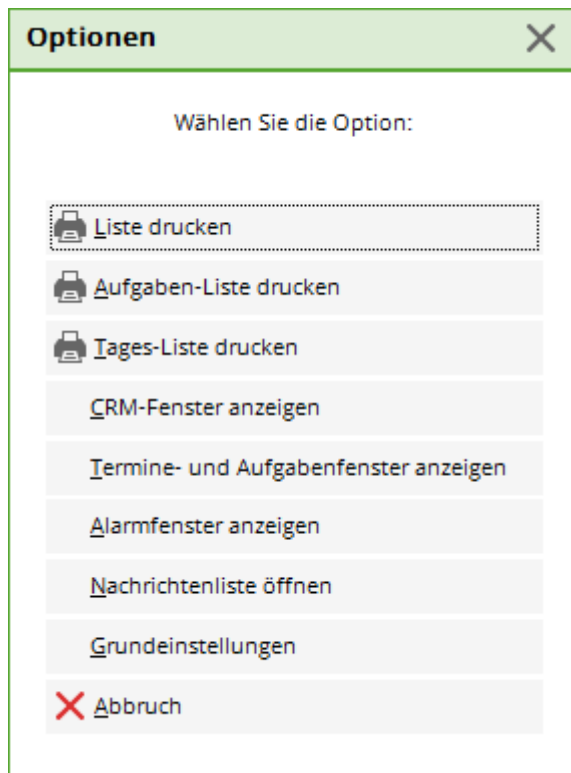 Optionen
Wählen Sie die Option:
Liste drucken
Aufgaben-Liste drucken
Tages-Liste drucken
CRM-Fenster anzeigen
Termine- und Aufgabenfenster anzeigen
Alarmfenster anzeigen
Nachrichtenliste öffnen
Grundeinstellungen
Abbruch